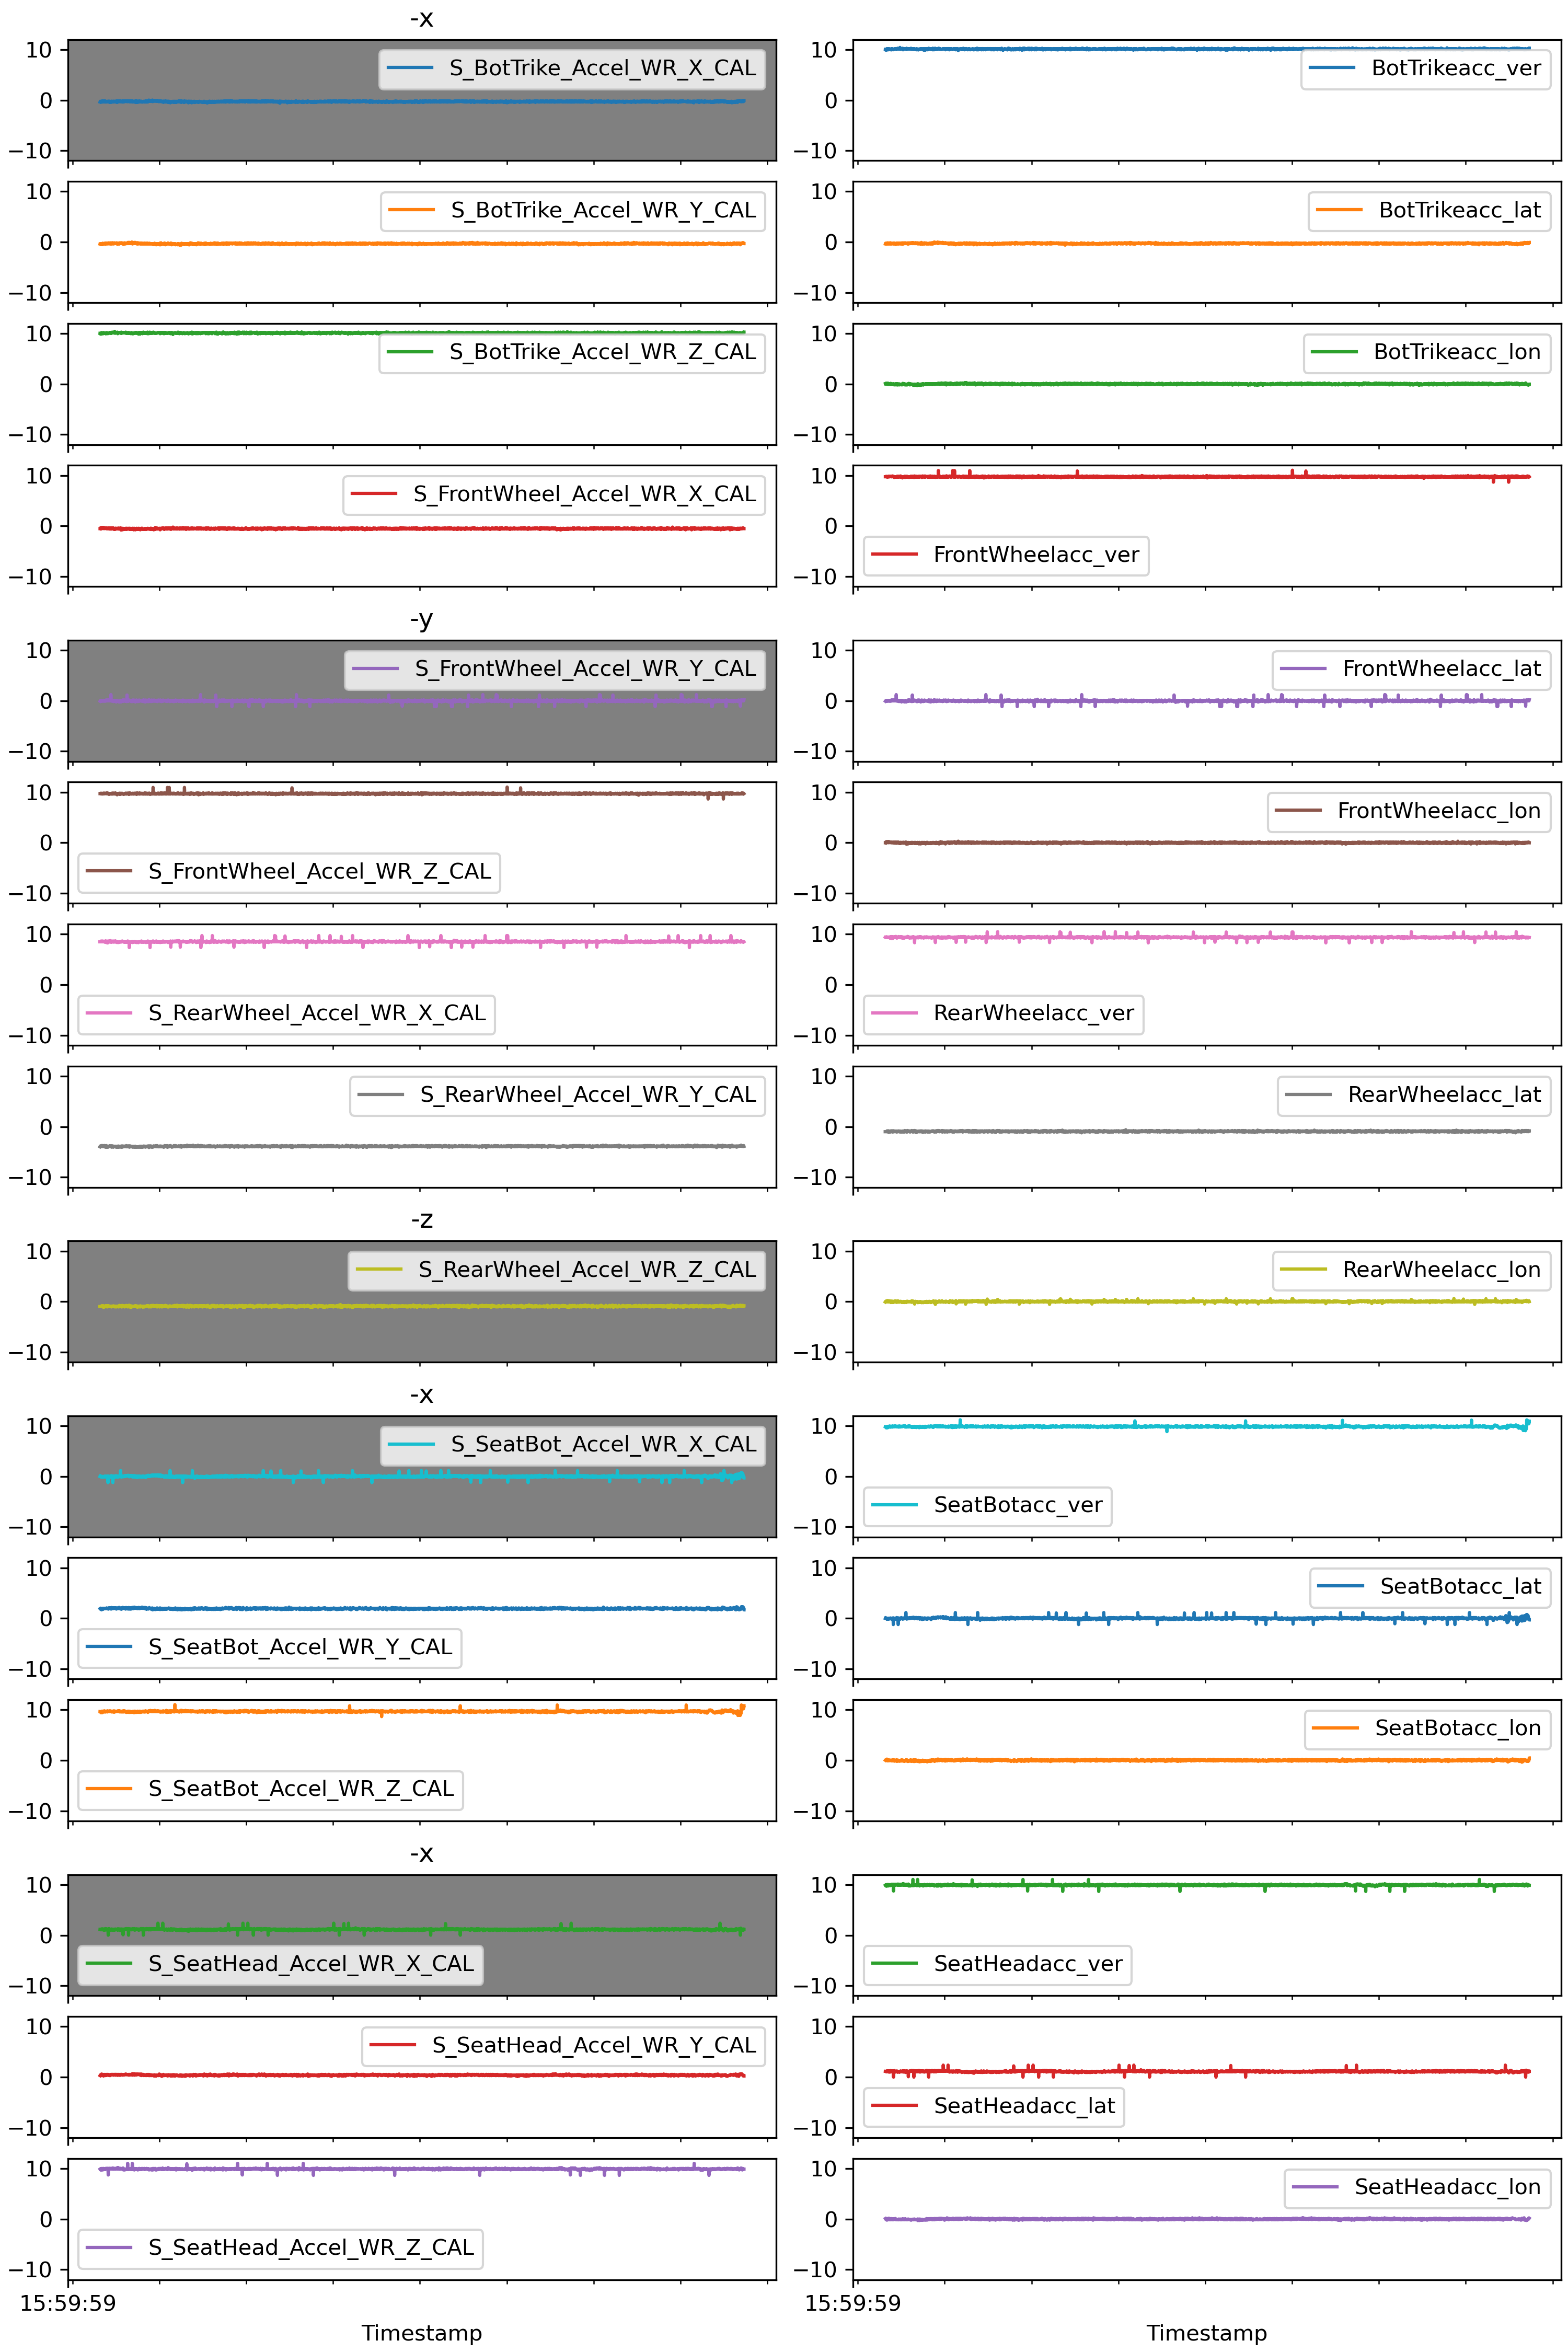 -x
10
0
−10
S_BotTrike_Accel_WR_X_CAL
10
0
−10
BotTrikeacc_ver
10
0
−10
S_BotTrike_Accel_WR_Y_CAL
10
0
−10
BotTrikeacc_lat
10
0
−10
S_BotTrike_Accel_WR_Z_CAL
10
0
−10
BotTrikeacc_lon
10
0
−10
S_FrontWheel_Accel_WR_X_CAL
10
0
−10
FrontWheelacc_ver
-y
10
0
−10
S_FrontWheel_Accel_WR_Y_CAL
10
0
−10
FrontWheelacc_lat
10
0
−10
S_FrontWheel_Accel_WR_Z_CAL
10
0
−10
FrontWheelacc_lon
10
0
−10
S_RearWheel_Accel_WR_X_CAL
10
0
−10
RearWheelacc_ver
10
0
−10
S_RearWheel_Accel_WR_Y_CAL
10
0
−10
RearWheelacc_lat
-z
10
0
−10
S_RearWheel_Accel_WR_Z_CAL
10
0
−10
RearWheelacc_lon
-x
10
0
−10
S_SeatBot_Accel_WR_X_CAL
10
0
−10
SeatBotacc_ver
10
0
−10
S_SeatBot_Accel_WR_Y_CAL
10
0
−10
SeatBotacc_lat
10
0
−10
S_SeatBot_Accel_WR_Z_CAL
10
0
−10
SeatBotacc_lon
-x
10
0
−10
S_SeatHead_Accel_WR_X_CAL
10
0
−10
SeatHeadacc_ver
10
0
−10
S_SeatHead_Accel_WR_Y_CAL
10
0
−10
SeatHeadacc_lat
10
0
−10
S_SeatHead_Accel_WR_Z_CAL
15:59:59
Timestamp
10
0
−10
SeatHeadacc_lon
15:59:59
Timestamp